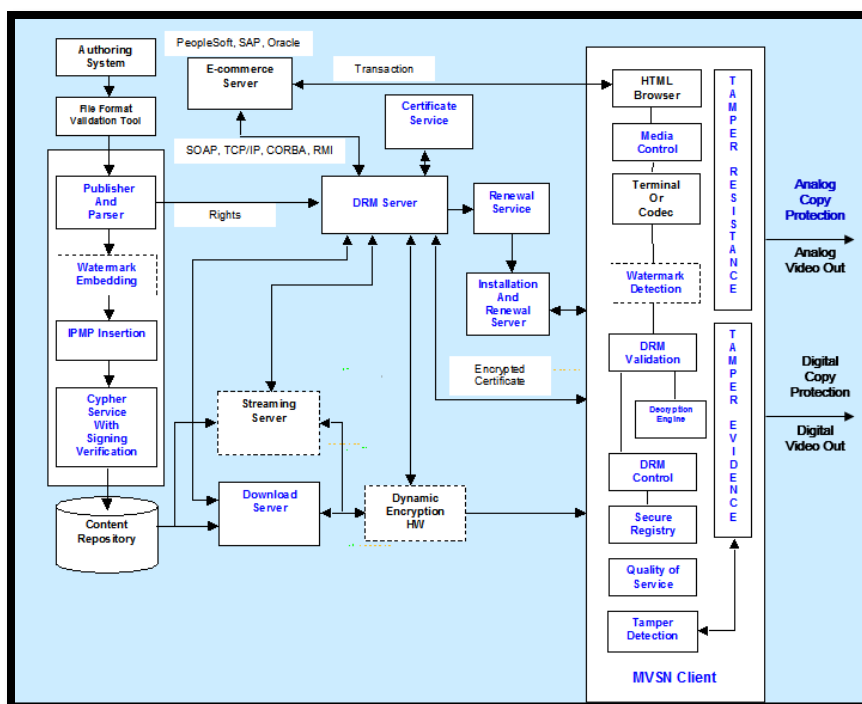 PeopleSoft, SAP, Oracle
Authoring
System
E-commerce
Server
Transaction
HTML
Browser
File Format
Validation Tool
Certificate
Service
Media
Control
SOAP, TCP/IP, CORBA, RMI
Publisher
And
Parser
Rights
DRM Server
Renewal
Service
Terminal
Or
Codec
TAMPER RESISTANCE
Analog
Copy
Protection
Analog
Video Out
Watermark
Embedding
Installation
And
Renewal
Server
Watermark
Detection
IPMP Insertion
DRM
Validation
Encrypted
Certificate
Cypher
Service
With
Signing
Verification
Streaming
Server
Decryption
Engine
TAMPER EVIDENCE
Digital
Copy
Protection
Digital
Video Out
DRM
Control
Content
Repository
Download
Server
Dynamic
Encryption
HW
Secure
Registry
Quality of
Service
Tamper
Detection
MVSN Client